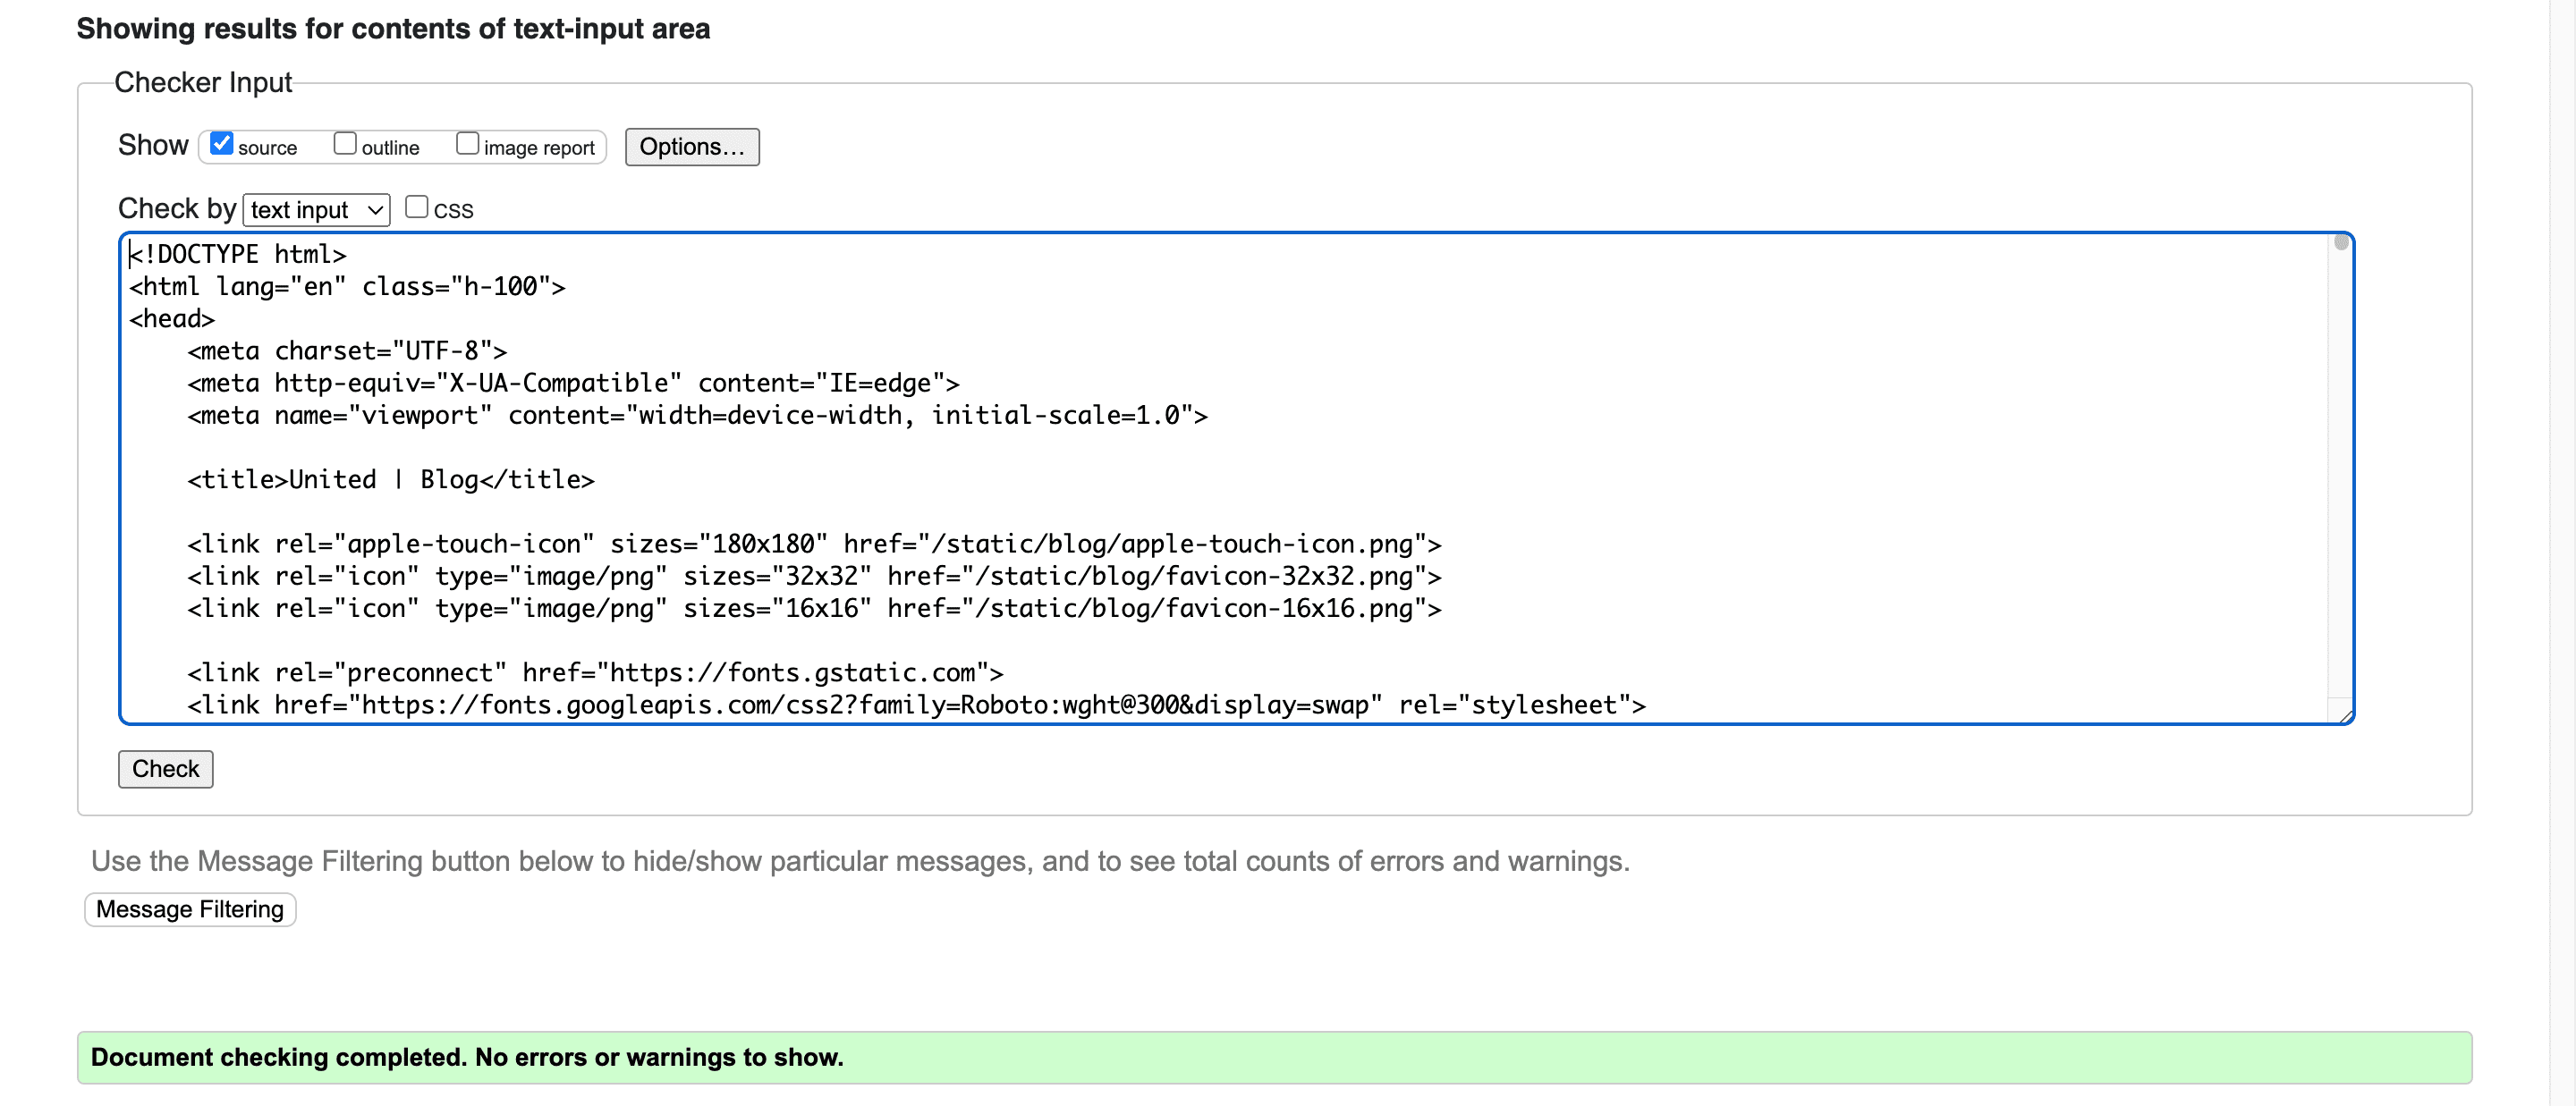 Showing results for contents of text-input area
Checker Input
Show source outline image report Options...
Check by text input CSS
<!DOCTYPE html>
<html lang="en" class="h-100">
<head>
    <meta charset="UTF-8">
    <meta http-equiv="X-UA-Compatible" content="IE=edge">
    <meta name="viewport" content="width=device-width, initial-scale=1.0">
    <title>United | Blog</title>
    <link rel="apple-touch-icon" sizes="180x180" href="/static/blog/apple-touch-icon.png">
    <link rel="icon" type="image/png" sizes="32x32" href="/static/blog/favicon-32x32.png">
    <link rel="icon" type="image/png" sizes="16x16" href="/static/blog/favicon-16x16.png">
    <link rel="preconnect" href="https://fonts.gstatic.com">
    <link href="https://fonts.googleapis.com/css2?family=Roboto:wght@300&display=swap" rel="stylesheet">
Check
Use the Message Filtering button below to hide/show particular messages, and to see total counts of errors and warnings.
Message Filtering
Document checking completed. No errors or warnings to show.